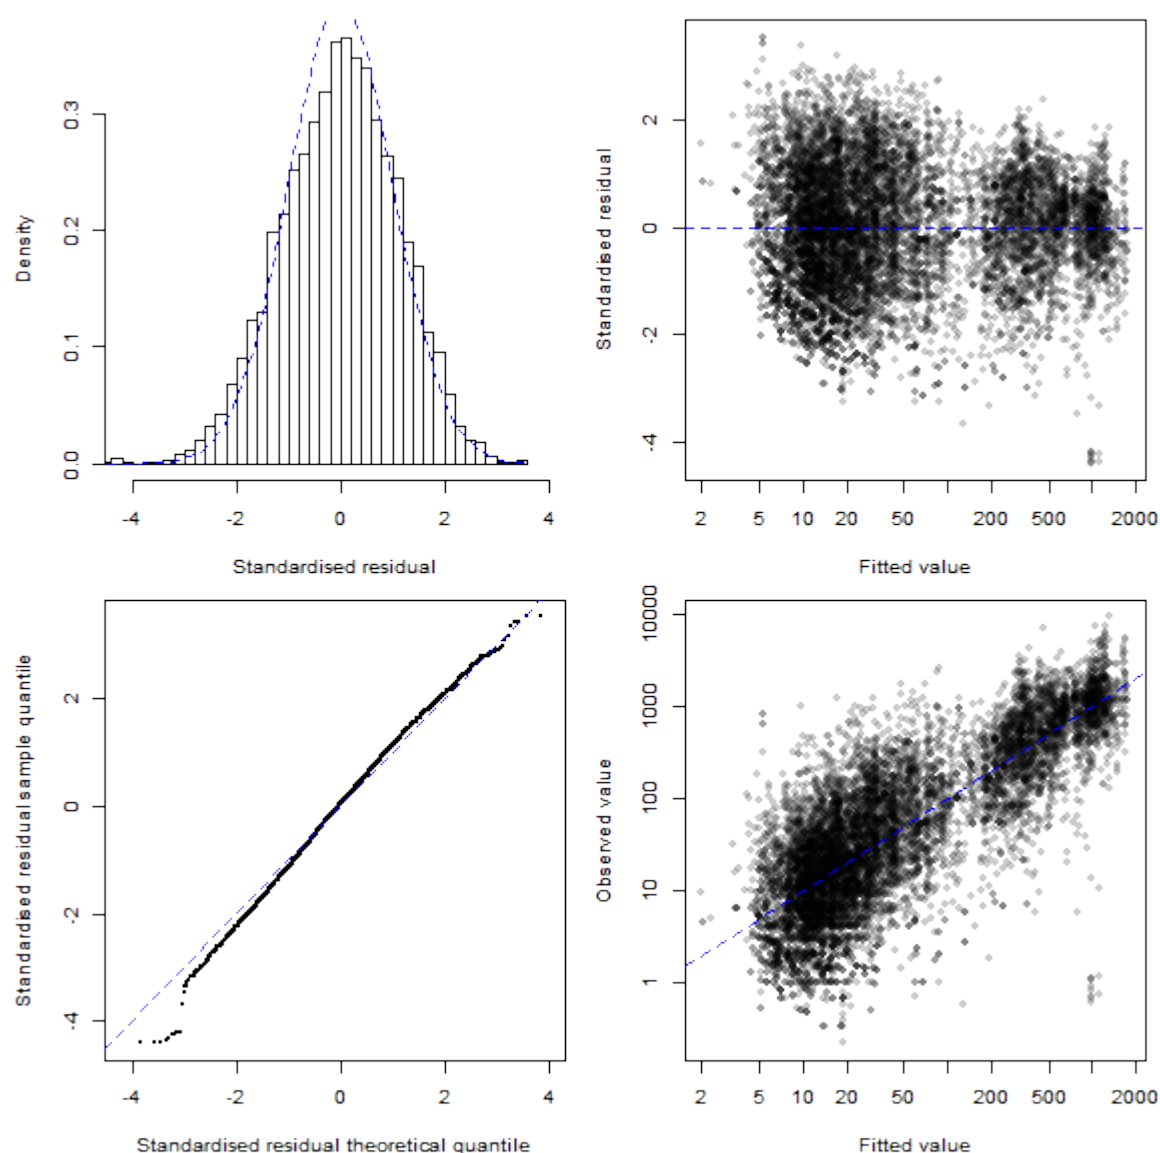 Density
0.0 0.1 0.2 0.3
-4 -2 0 2 4
Standardised residual
Standardised residual
-4 -2 0 2
2 5 10 20 50 200 500 2000
Fitted value
Standardised residual sample quantile
-4 -2 0 2
-4 -2 0 2 4
Standardised residual theoretical quantile
Observed value
1 10 100 1000 10000
2 5 10 20 50 200 500 2000
Fitted value